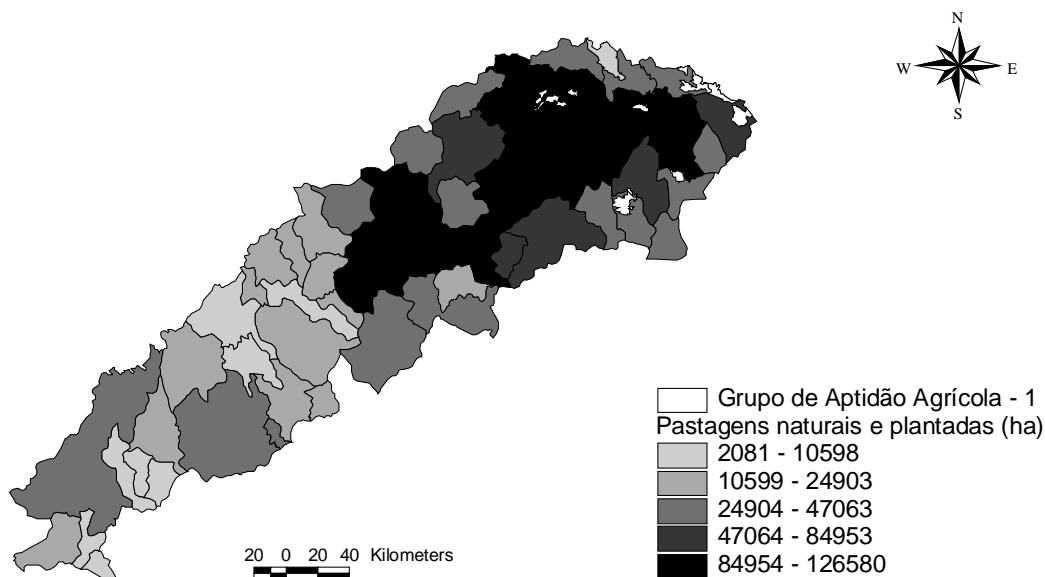 N
W E
S
Grupo de Aptidão Agrícola - 1
Pastagens naturais e plantadas (ha)
2081 - 10598
10599 - 24903
24904 - 47063
47064 - 84953
84954 - 126580
20 0 20 40 Kilometers